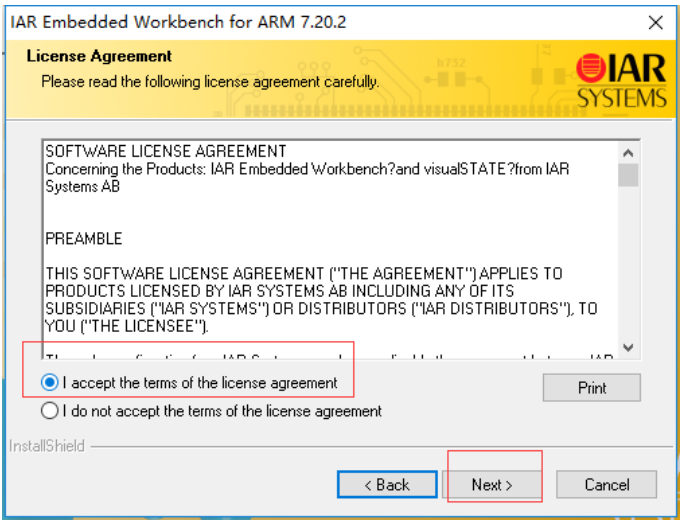 IAR Embedded Workbench for ARM 7.20.2
License Agreement
Please read the following license agreement carefully.
h732
IAR
SYSTEMS
SOFTWARE LICENSE AGREEMENT
Concerning the Products: IAR Embedded Workbench?and visualSTATE?from IAR
Systems AB
PREAMBLE
THIS SOFTWARE LICENSE AGREEMENT ("THE AGREEMENT") APPLIES TO
PRODUCTS LICENSED BY IAR SYSTEMS AB INCLUDING ANY OF ITS
SUBSIDIARIES ("IAR SYSTEMS") OR DISTRIBUTORS ("IAR DISTRIBUTORS"), TO
YOU ("THE LICENSEE").
I accept the terms of the license agreement
Print
I do not accept the terms of the license agreement
InstallShield
< Back
Next >
Cancel